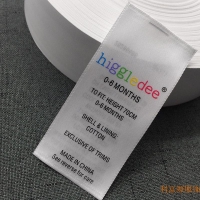 higgledee®
0-6 MONTHS
TO FIT: HEIGHT 70CM
0-6 MONTHS
SHELL & LINING
COTTON
EXCLUSIVE OF TRIMS
MADE IN CHINA
See reverse for care